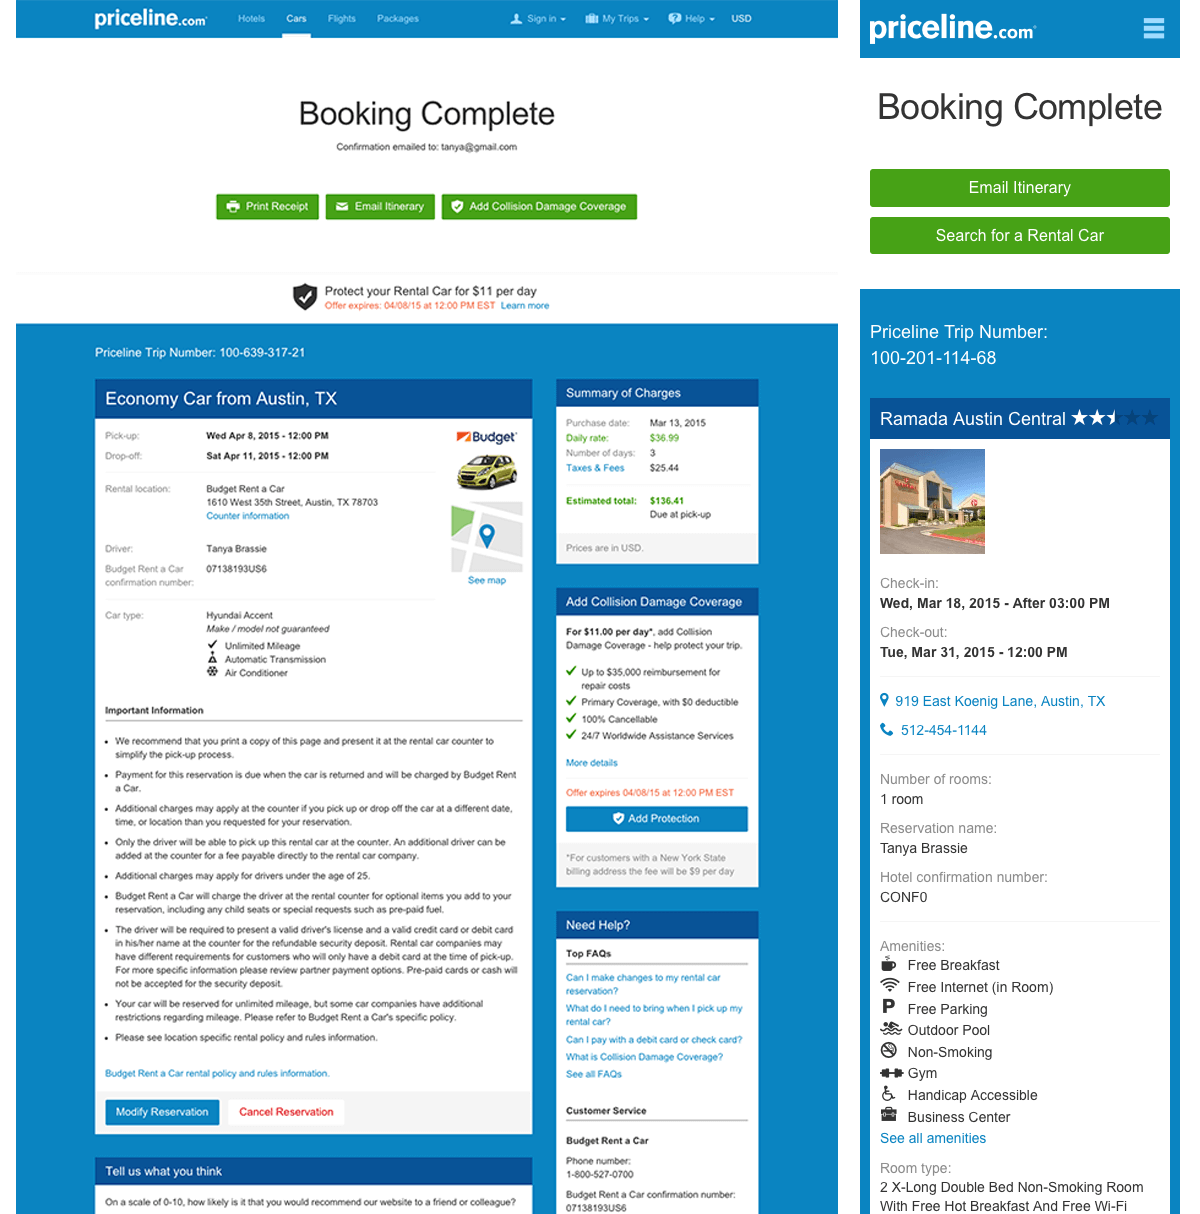 priceline.com
Hotels Cars Flights Packages Sign in My Trips Help USD
Booking Complete
Confirmation emailed to: tanya@gmail.com
Print Receipt Email Itinerary Add Collision Damage Coverage
Protect your Rental Car for $11 per day
Offer expires: 04/08/15 at 12:00 PM EST Learn more
Priceline Trip Number: 100-639-317-21
Economy Car from Austin, TX
Pick-up: Wed Apr 8, 2015 - 12:00 PM
Drop-off: Sat Apr 11, 2015 - 12:00 PM
Budget
Rental location: Budget Rent a Car
1610 West 35th Street, Austin, TX 78703
Counter information
Driver: Tanya Brassie
Budget Rent a Car
confirmation number: 07138193US6
See map
Car type: Hyundai Accent
Make / model not guaranteed
Unlimited Mileage
Automatic Transmission
Air Conditioner
Important Information
• We recommend that you print a copy of this page and present it at the rental car counter to
simplify the pick-up process.
• Payment for this reservation is due when the car is returned and will be charged by Budget Rent
a Car.
• Additional charges may apply at the counter if you pick up or drop off the car at a different date,
time, or location than you requested for your reservation.
• Only the driver will be able to pick up this rental car at the counter. An additional driver can be
added at the counter for a fee payable directly to the rental car company.
• Additional charges may apply for drivers under the age of 25.
• Budget Rent a Car will charge the driver at the rental counter for optional items you add to your
reservation, including any child seats or special requests such as pre-paid fuel.
• The driver will be required to present a valid driver's license and a valid credit card or debit card
in his/her name at the counter for the refundable security deposit. Rental car companies may
have different requirements for customers who will only have a debit card at the time of pick-up.
For more specific information please review partner payment options. Pre-paid cards or cash will
not be accepted for the security deposit.
• Your car will be reserved for unlimited mileage, but some car companies have additional
restrictions regarding mileage. Please refer to Budget Rent a Car's specific policy.
• Please see location specific rental policy and rules information.
Budget Rent a Car rental policy and rules information.
Modify Reservation Cancel Reservation
Tell us what you think
On a scale of 0-10, how likely is it that you would recommend our website to a friend or colleague?
Summary of Charges
Purchase date: Mar 13, 2015
Daily rate: $36.99
Number of days: 3
Taxes & Fees $25.44
Estimated total: $136.41
Due at pick-up
Prices are in USD.
Add Collision Damage Coverage
For $11.00 per day*, add Collision
Damage Coverage - help protect your trip.
Up to $35,000 reimbursement for
repair costs
Primary Coverage, with $0 deductible
100% Cancellable
24/7 Worldwide Assistance Services
More details
Offer expires 04/08/15 at 12:00 PM EST
Add Protection
*For customers with a New York State
billing address the fee will be $9 per day
Need Help?
Top FAQs
Can I make changes to my rental car
reservation?
What do I need to bring when I pick up my
rental car?
Can I pay with a debit card or check card?
What is Collision Damage Coverage?
See all FAQs
Customer Service
Budget Rent a Car
Phone number:
1-800-527-0700
Budget Rent a Car confirmation number:
07138193US6
priceline.com
Booking Complete
Email Itinerary
Search for a Rental Car
Priceline Trip Number:
100-201-114-68
Ramada Austin Central
Check-in:
Wed, Mar 18, 2015 - After 03:00 PM
Check-out:
Tue, Mar 31, 2015 - 12:00 PM
919 East Koenig Lane, Austin, TX
512-454-1144
Number of rooms:
1 room
Reservation name:
Tanya Brassie
Hotel confirmation number:
CONF0
Amenities:
Free Breakfast
Free Internet (in Room)
P Free Parking
Outdoor Pool
Non-Smoking
Gym
Handicap Accessible
Business Center
See all amenities
Room type:
2 X-Long Double Bed Non-Smoking Room
With Free Hot Breakfast And Free Wi-Fi